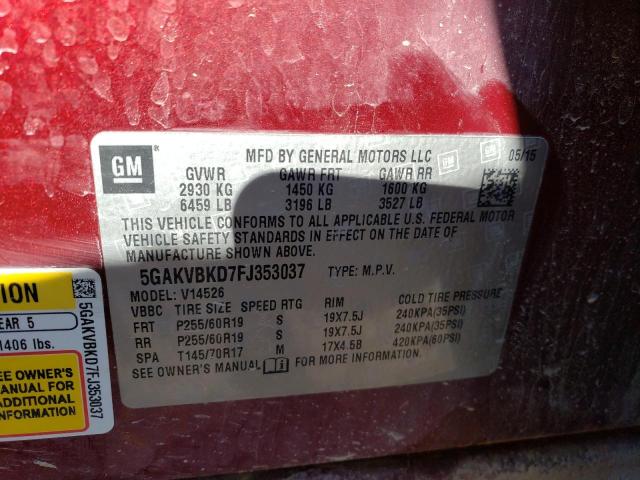 GM
MFD BY GENERAL MOTORS LLC 05/15
GVWR GAWR FRT GAWR RR
2930 KG 1450 KG 1600 KG
6459 LB 3196 LB 3527 LB
THIS VEHICLE CONFORMS TO ALL APPLICABLE U.S. FEDERAL MOTOR
VEHICLE SAFETY STANDARDS IN EFFECT ON THE DATE OF
MANUFACTURE SHOWN ABOVE.
5GAKVBKD7FJ353037 TYPE: M.P.V.
MODEL: V14526
VBBC TIRE SIZE SPEED RTG RIM COLD TIRE PRESSURE
FRT P255/60R19 S 19X7.5J 240KPA(35PSI)
RR P255/60R19 S 19X7.5J 240KPA(35PSI)
SPA T145/70R17 M 17X4.5B 420KPA(60PSI)
SEE OWNER'S MANUAL FOR MORE INFORMATION.
TION
EAR 5
1406 lbs.
SEE OWNER'S
MANUAL FOR
ADDITIONAL
INFORMATION
5GAKVBKD7FJ353037